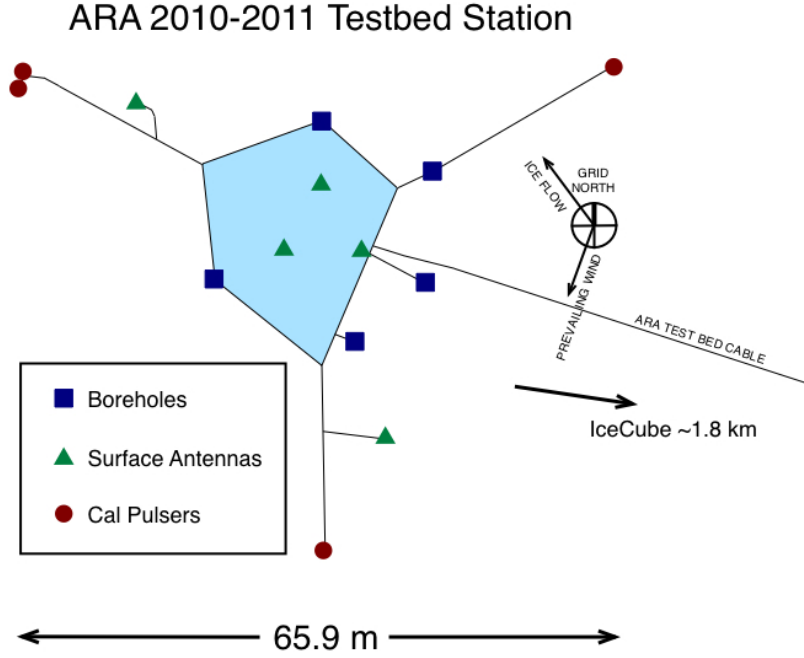 ARA 2010-2011 Testbed Station
ICE FLOW
GRID
NORTH
PREVAILING WIND
ARA TEST BED CABLE
IceCube ~1.8 km
Boreholes
Surface Antennas
Cal Pulsers
65.9 m